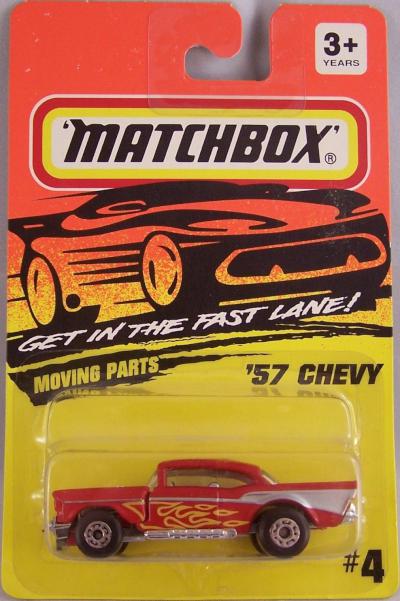 3+
YEARS
'MATCHBOX'®
GET IN THE FAST LANE!
MOVING PARTS
'57 CHEVY
#4